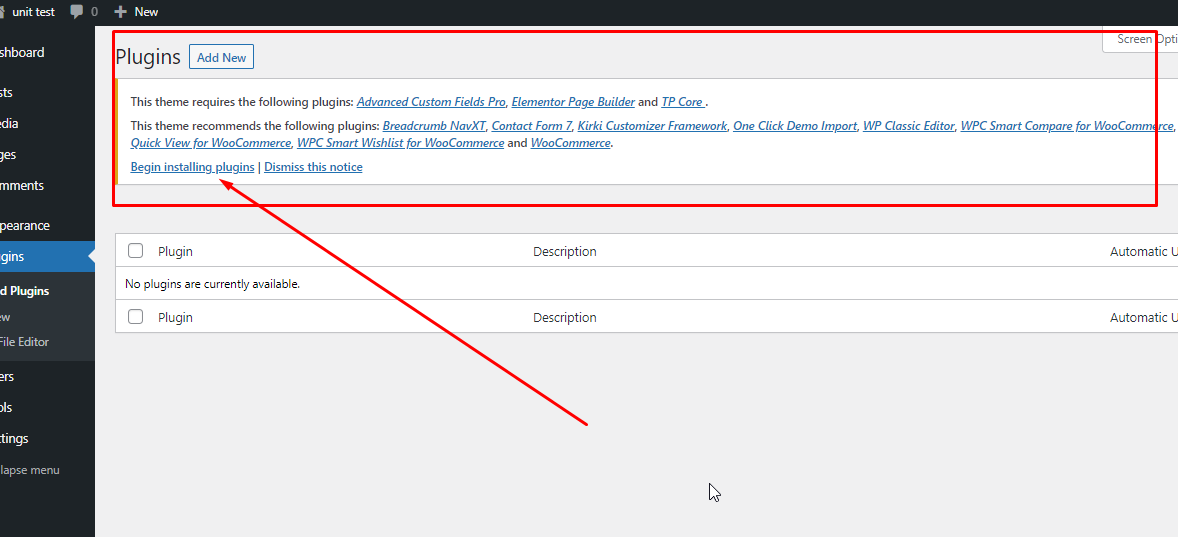 unit test 0 New
Screen Opti
shboard
Plugins Add New
sts
This theme requires the following plugins: Advanced Custom Fields Pro, Elementor Page Builder and TP Core .
dia
This theme recommends the following plugins: Breadcrumb NavXT, Contact Form 7, Kirki Customizer Framework, One Click Demo Import, WP Classic Editor, WPC Smart Compare for WooCommerce,
Quick View for WooCommerce, WPC Smart Wishlist for WooCommerce and WooCommerce.
ges
Begin installing plugins | Dismiss this notice
mments
pearance
gins
Plugin Description Automatic U
No plugins are currently available.
d Plugins
ew
Plugin Description Automatic U
File Editor
ers
ols
ttings
lapse menu